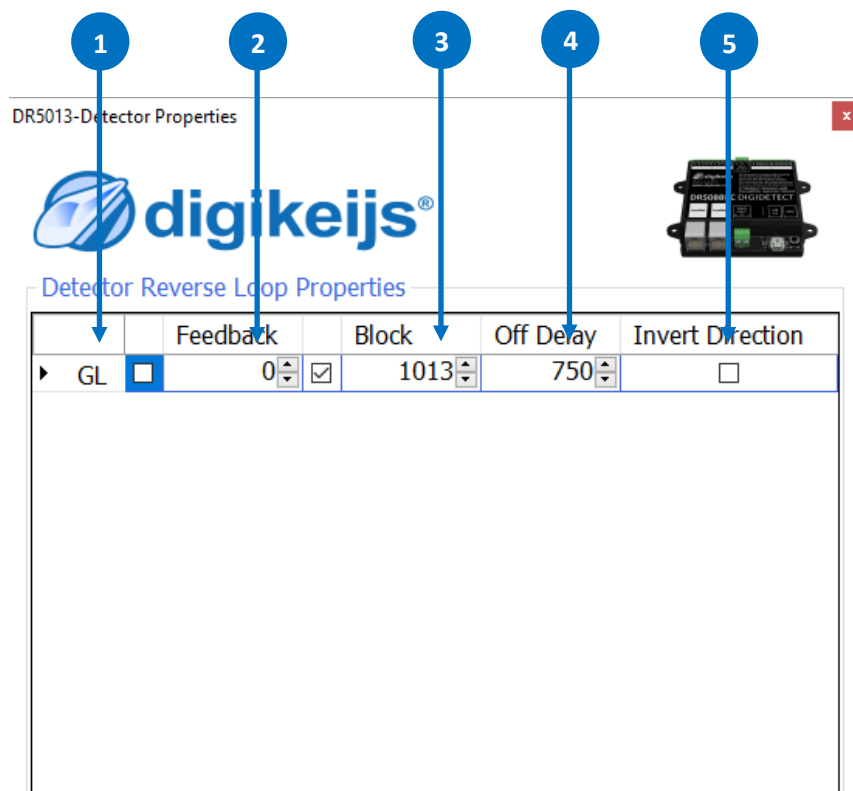 1 2 3 4 5
DR5013-Detector Properties
x
digikeijs®
DIGIDETECT
Detector Reverse Loop Properties
Feedback Block Off Delay Invert Direction
GL 0 1013 750